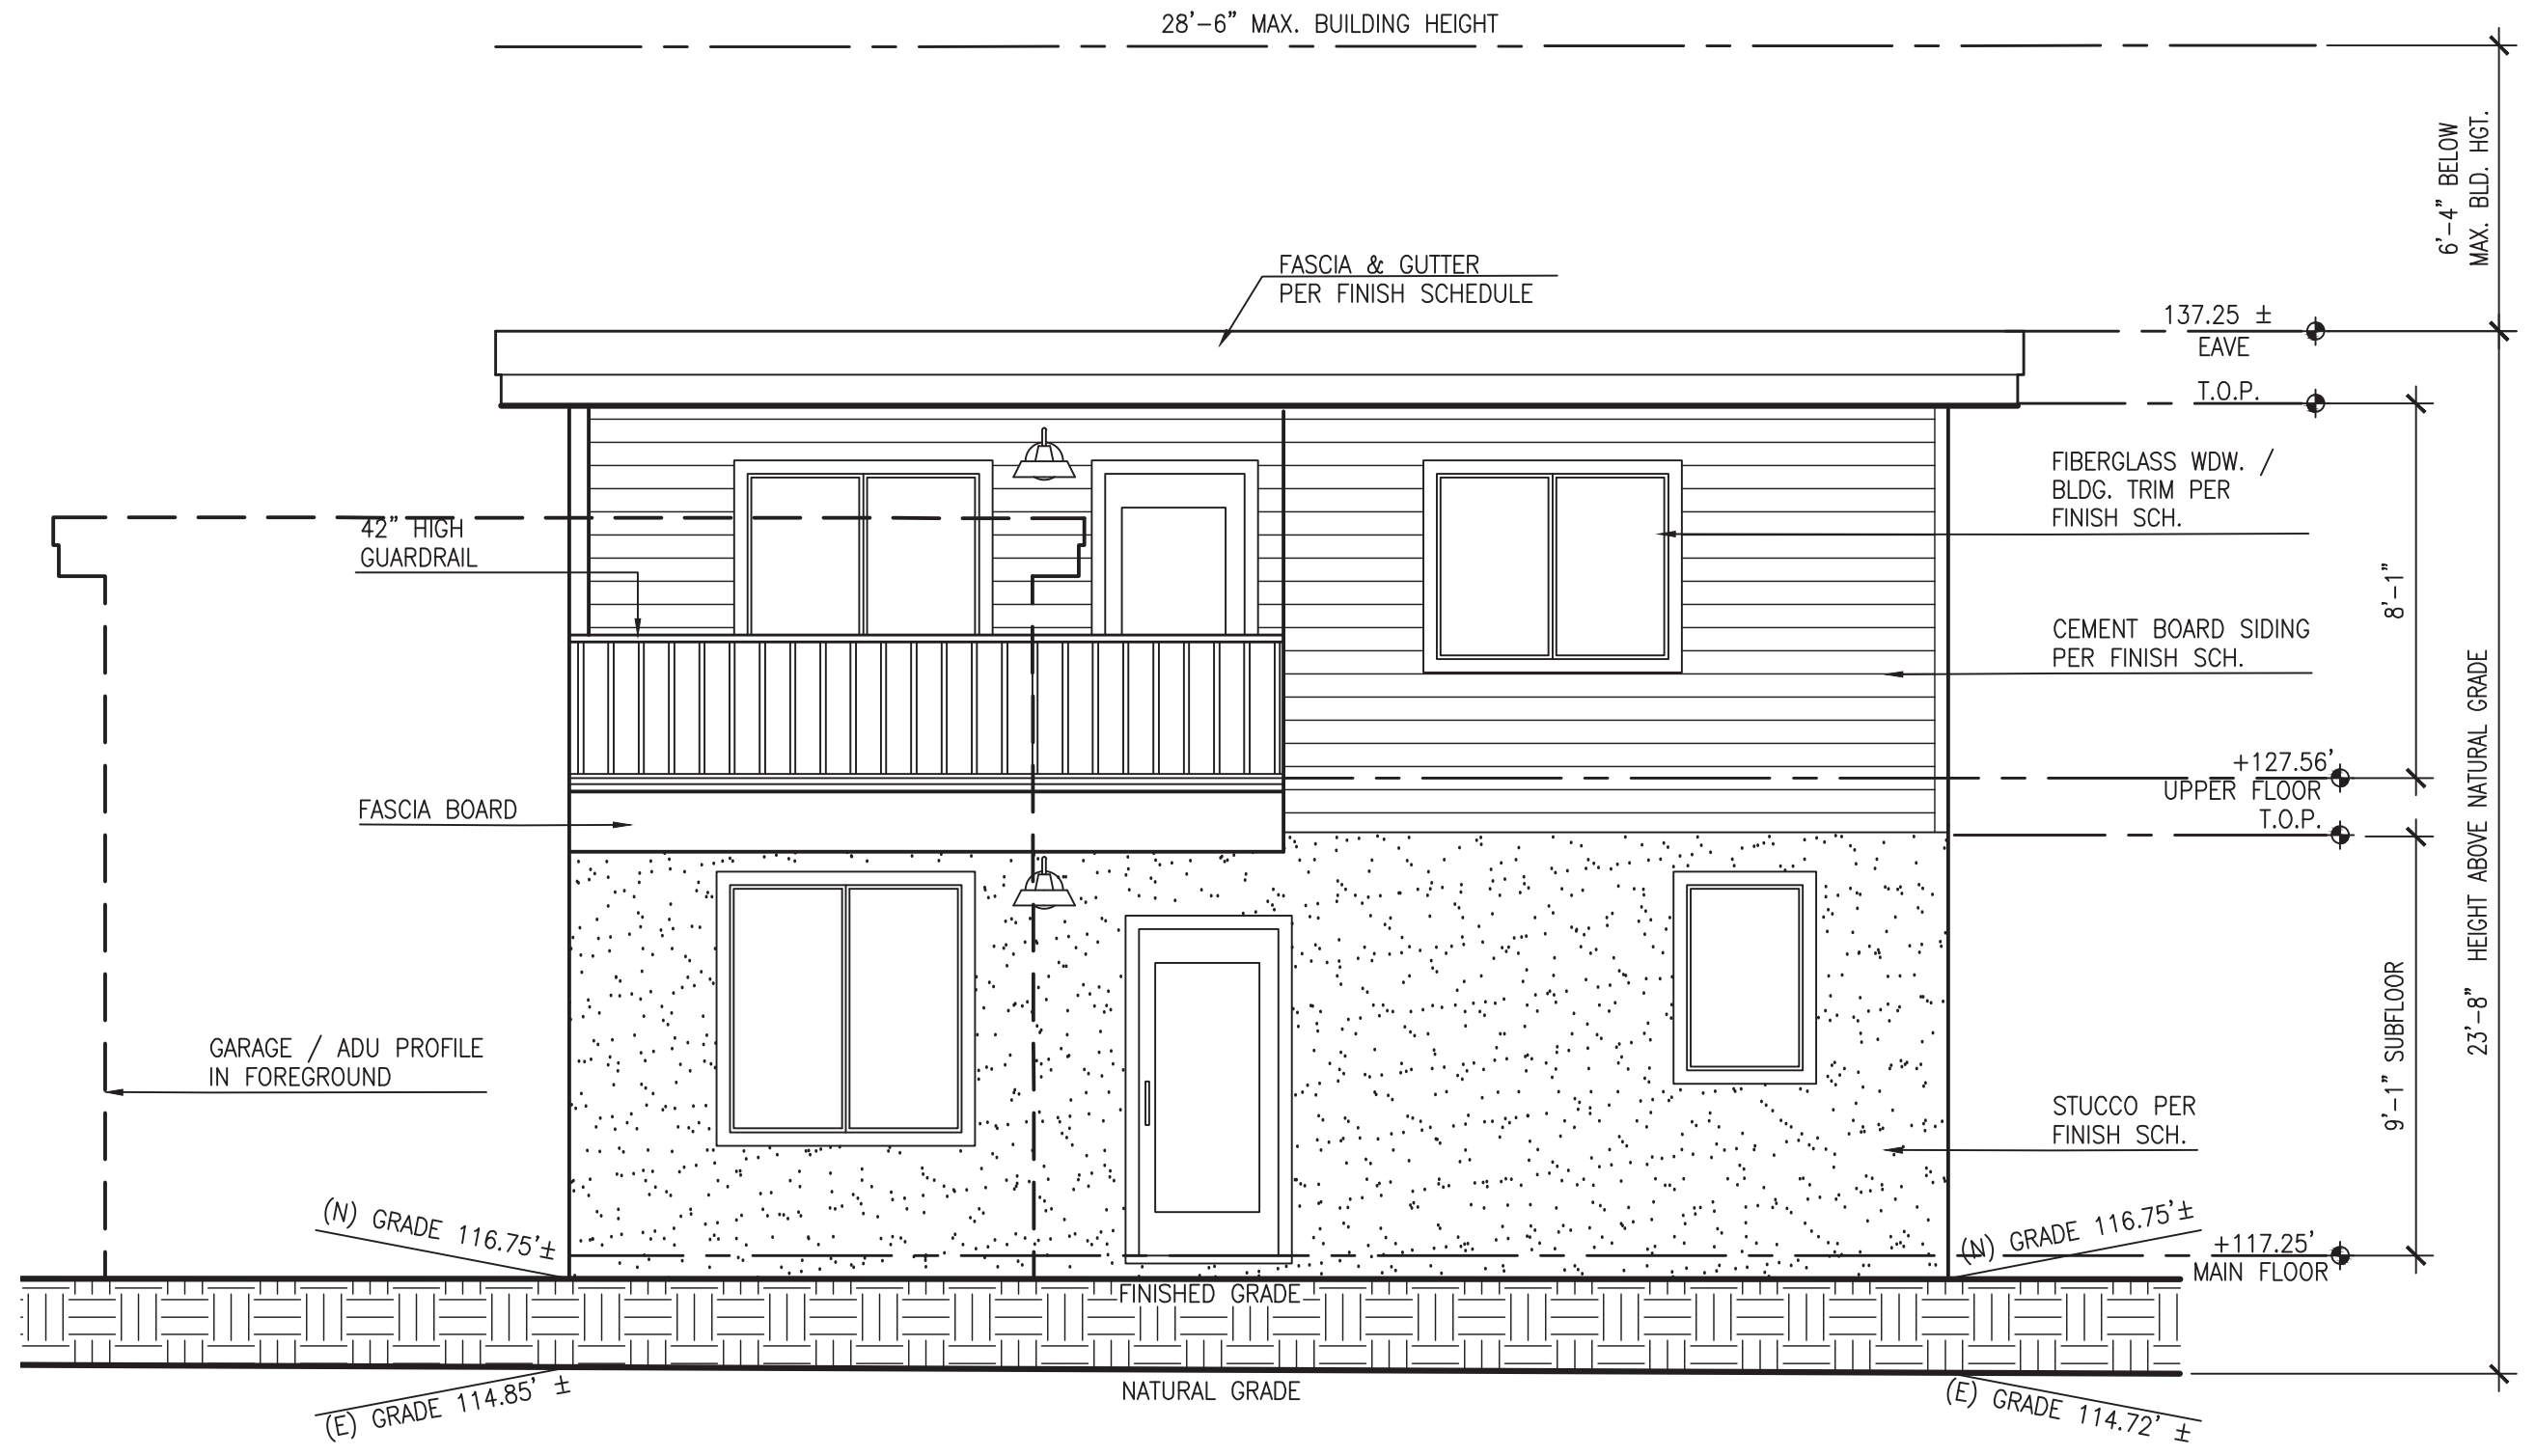 28'-6" MAX. BUILDING HEIGHT
6'-4" BELOW
MAX. BLD. HGT.
FASCIA & GUTTER
PER FINISH SCHEDULE
137.25 ±
EAVE
T.O.P.
FIBERGLASS WDW. /
BLDG. TRIM PER
FINISH SCH.
42" HIGH
GUARDRAIL
8'-1"
CEMENT BOARD SIDING
PER FINISH SCH.
+127.56'
UPPER FLOOR
T.O.P.
FASCIA BOARD
23'-8" HEIGHT ABOVE NATURAL GRADE
9'-1" SUBFLOOR
GARAGE / ADU PROFILE
IN FOREGROUND
STUCCO PER
FINISH SCH.
(N) GRADE 116.75'±
(N) GRADE 116.75'±
+117.25'
MAIN FLOOR
FINISHED GRADE
NATURAL GRADE
(E) GRADE 114.85' ±
(E) GRADE 114.72' ±